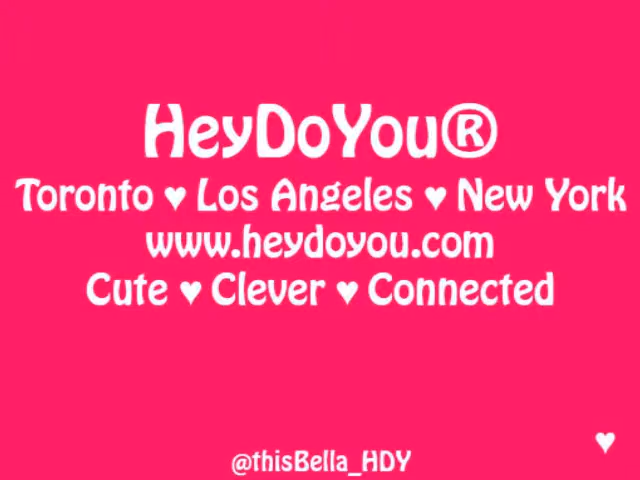 HeyDoYou®
Toronto ♥ Los Angeles ♥ New York
www.heydoyou.com
Cute ♥ Clever ♥ Connected
♥
@thisBella_HDY